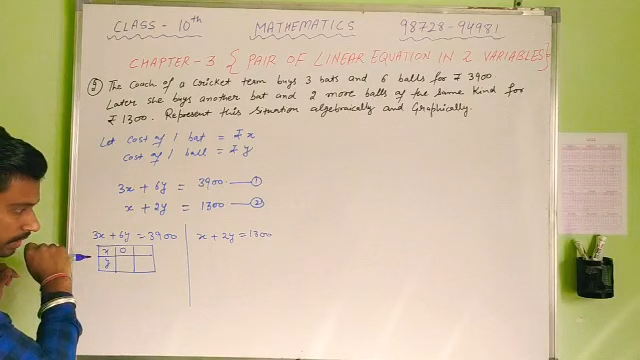 CLASS - 10th MATHEMATICS 98728-94981
CHAPTER-3 { PAIR OF LINEAR EQUATION IN 2 VARIABLES}
② The Coach of a Cricket term buys 3 bats and 6 balls for ₹ 3900.
Later she buys another bat and 2 more balls of the same Kind for
₹ 1300. Represent this situation algebraically and Graphically.
Let cost of 1 bat = ₹ x
cost of 1 ball = ₹ y
3x + 6y = 3900 — ①
x + 2y = 1300 — ②
3x + 6y = 3900
x + 2y = 1300
x 0
y